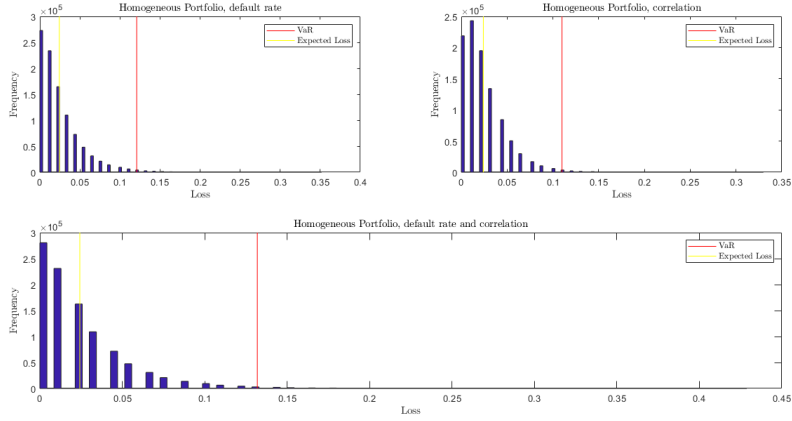 Homogeneous Portfolio, default rate
×10^5
3
2.5
2
1.5
1
0.5
0
Frequency
0 0.05 0.1 0.15 0.2 0.25 0.3 0.35 0.4
Loss
VaR
Expected Loss
Homogeneous Portfolio, correlation
×10^5
2.5
2
1.5
1
0.5
0
Frequency
0 0.05 0.1 0.15 0.2 0.25 0.3 0.35
Loss
VaR
Expected Loss
Homogeneous Portfolio, default rate and correlation
×10^5
3
2.5
2
1.5
1
0.5
0
Frequency
0 0.05 0.1 0.15 0.2 0.25 0.3 0.35 0.4 0.45
Loss
VaR
Expected Loss